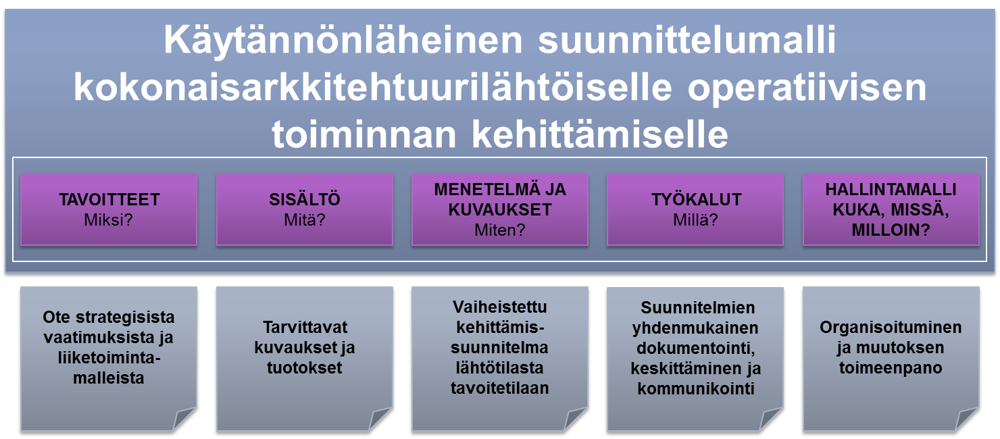 Käytännönläheinen suunnittelumalli
kokonaisarkkitehtuurilähtöiselle operatiivisen
toiminnan kehittämiselle
TAVOITTEET
Miksi?
SISÄLTÖ
Mitä?
MENETELMÄ JA
KUVAUKSET
Miten?
TYÖKALUT
Millä?
HALLINTAMALLI
KUKA, MISSÄ,
MILLOIN?
Ote strategisista
vaatimuksista ja
liiketoiminta-
malleista
Tarvittavat
kuvaukset ja
tuotokset
Vaiheistettu
kehittämis-
suunnitelma
lähtötilasta
tavoitetilaan
Suunnitelmien
yhdenmukainen
dokumentointi,
keskittäminen ja
kommunikointi
Organisoituminen
ja muutoksen
toimeenpano